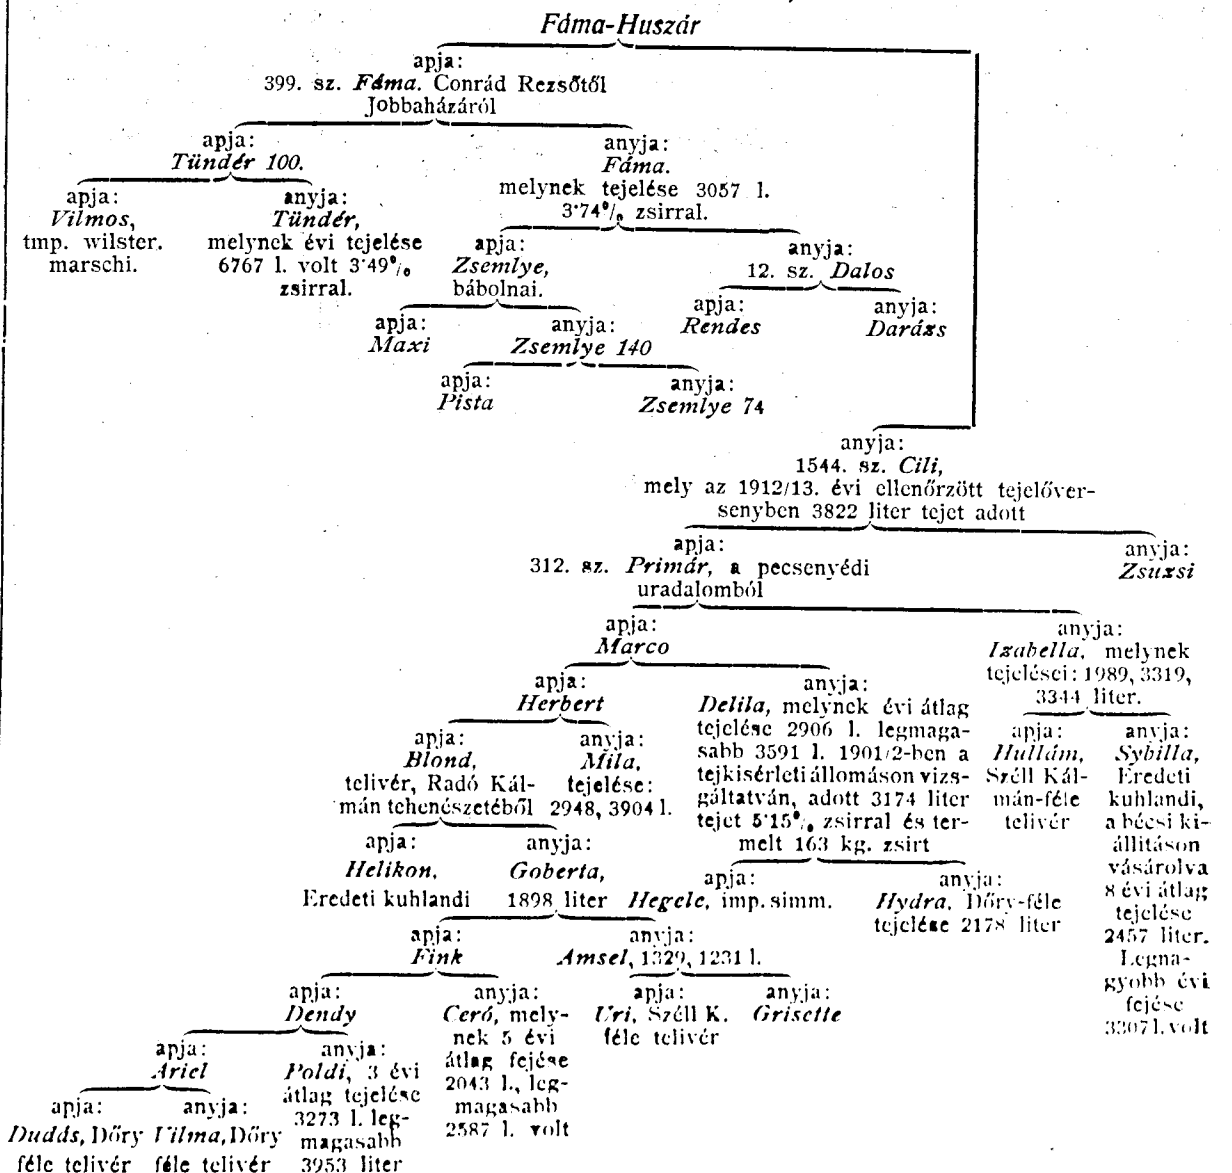 Fáma-Huszár
apja:
399. sz. Fáma. Conrád Rezsőtől
Jobbaházáról
apja:
Tündér 100.
anyja:
Fáma.
melynek tejelése 3057 l.
3·74% zsirral.
apja:
Vilmos,
imp. wilster.
marschi.
anyja:
Tündér,
melynek évi tejelése
6767 l. volt 3·49%
zsirral.
apja:
Zsemlye,
bábolnai.
anyja:
12. sz. Dalos
apja:
Maxi
anyja:
Zsemlye 140
apja:
Rendes
anyja:
Darázs
apja:
Pista
anyja:
Zsemlye 74
anyja:
1544. sz. Cili,
mely az 1912/13. évi ellenőrzött tejelőver-
senyben 3822 liter tejet adott
apja:
312. sz. Primár, a pecsenyédi
uradalomból
anyja:
Zsuzsi
apja:
Marco
anyja:
Izabella, melynek
tejelései: 1989, 3319,
3344 liter.
apja:
Herbert
anyja:
Delila, melynek évi átlag
tejelése 2906 l. legmaga-
sabb 3591 l. 1901/2-ben a
tejkisérleti állomáson vizs-
gáltatván, adott 3174 liter
tejet 5·15% zsirral és ter-
melt 163 kg. zsirt
apja:
Hullám,
Széll Kál-
mán-féle
telivér
anyja:
Sybilla,
Eredeti
kuhlandi,
a bécsi ki-
állitáson
vásárolva
8 évi átlag
tejelése
2457 liter.
Legna-
gyobb évi
fejése
3307 l. volt
apja:
Blond,
telivér, Radó Kál-
mán tehenészetéből
anyja:
Mila,
tejelése:
2948, 3904 l.
apja:
Helikon,
Eredeti kuhlandi
anyja:
Goberta,
1898 liter
apja:
Hegele, imp. simm.
anyja:
Hydra, Dőry-féle
tejelése 2178 liter
apja:
Fink
anyja:
Amsel, 1329, 1231 l.
apja:
Dendy
anyja:
Ceró, mely-
nek 5 évi
átlag fejése
2043 l., leg-
magasabb
2587 l. volt
apja:
Uri, Széll K.
féle telivér
anyja:
Grisette
apja:
Ariel
anyja:
Poldi, 3 évi
átlag tejelése
3273 l. leg-
magasabb
3953 liter
apja:
Dudás, Dőry
féle telivér
anyja:
Vilma, Dőry
féle telivér